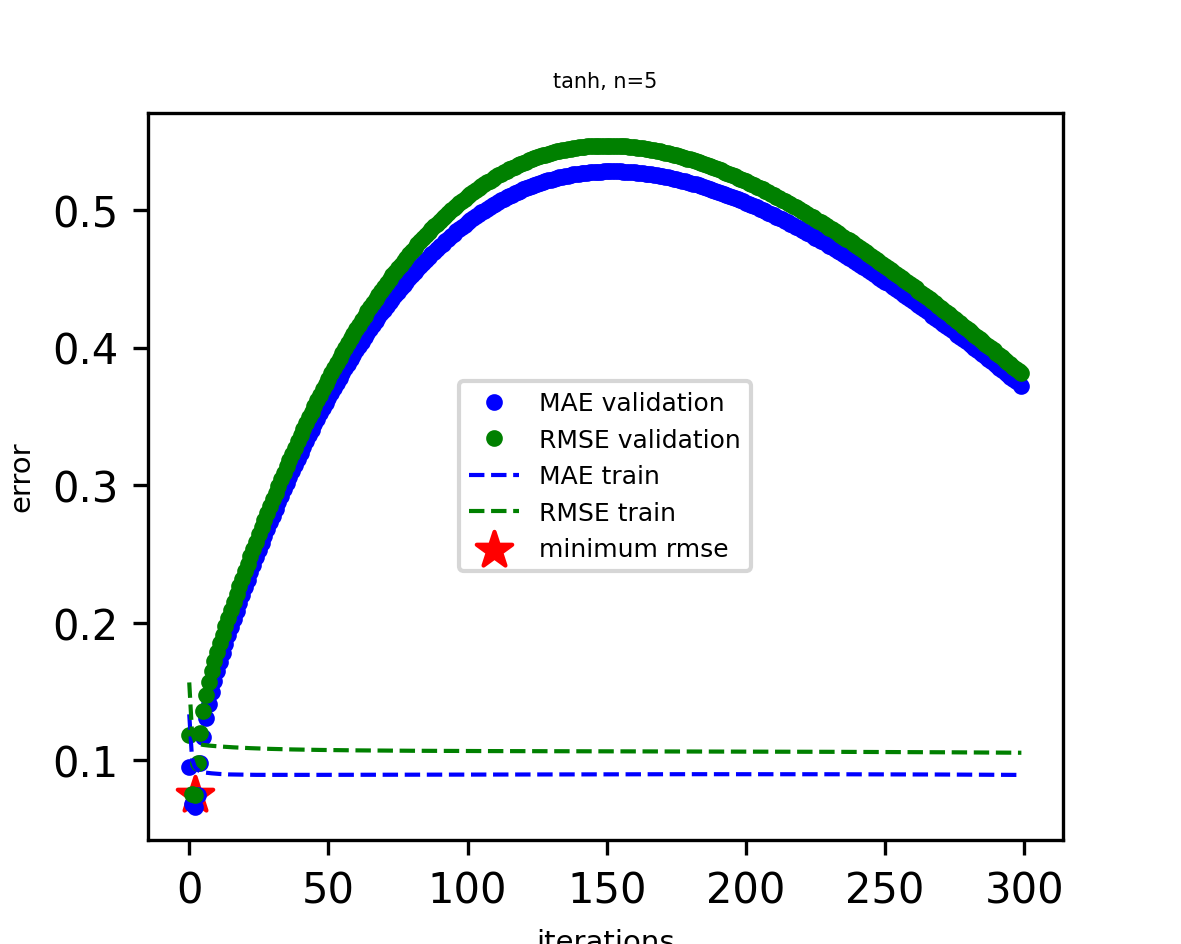 tanh, n=5
0.5
0.4
0.3
0.2
0.1
error
MAE validation
RMSE validation
MAE train
RMSE train
minimum rmse
0 50 100 150 200 250 300
iterations